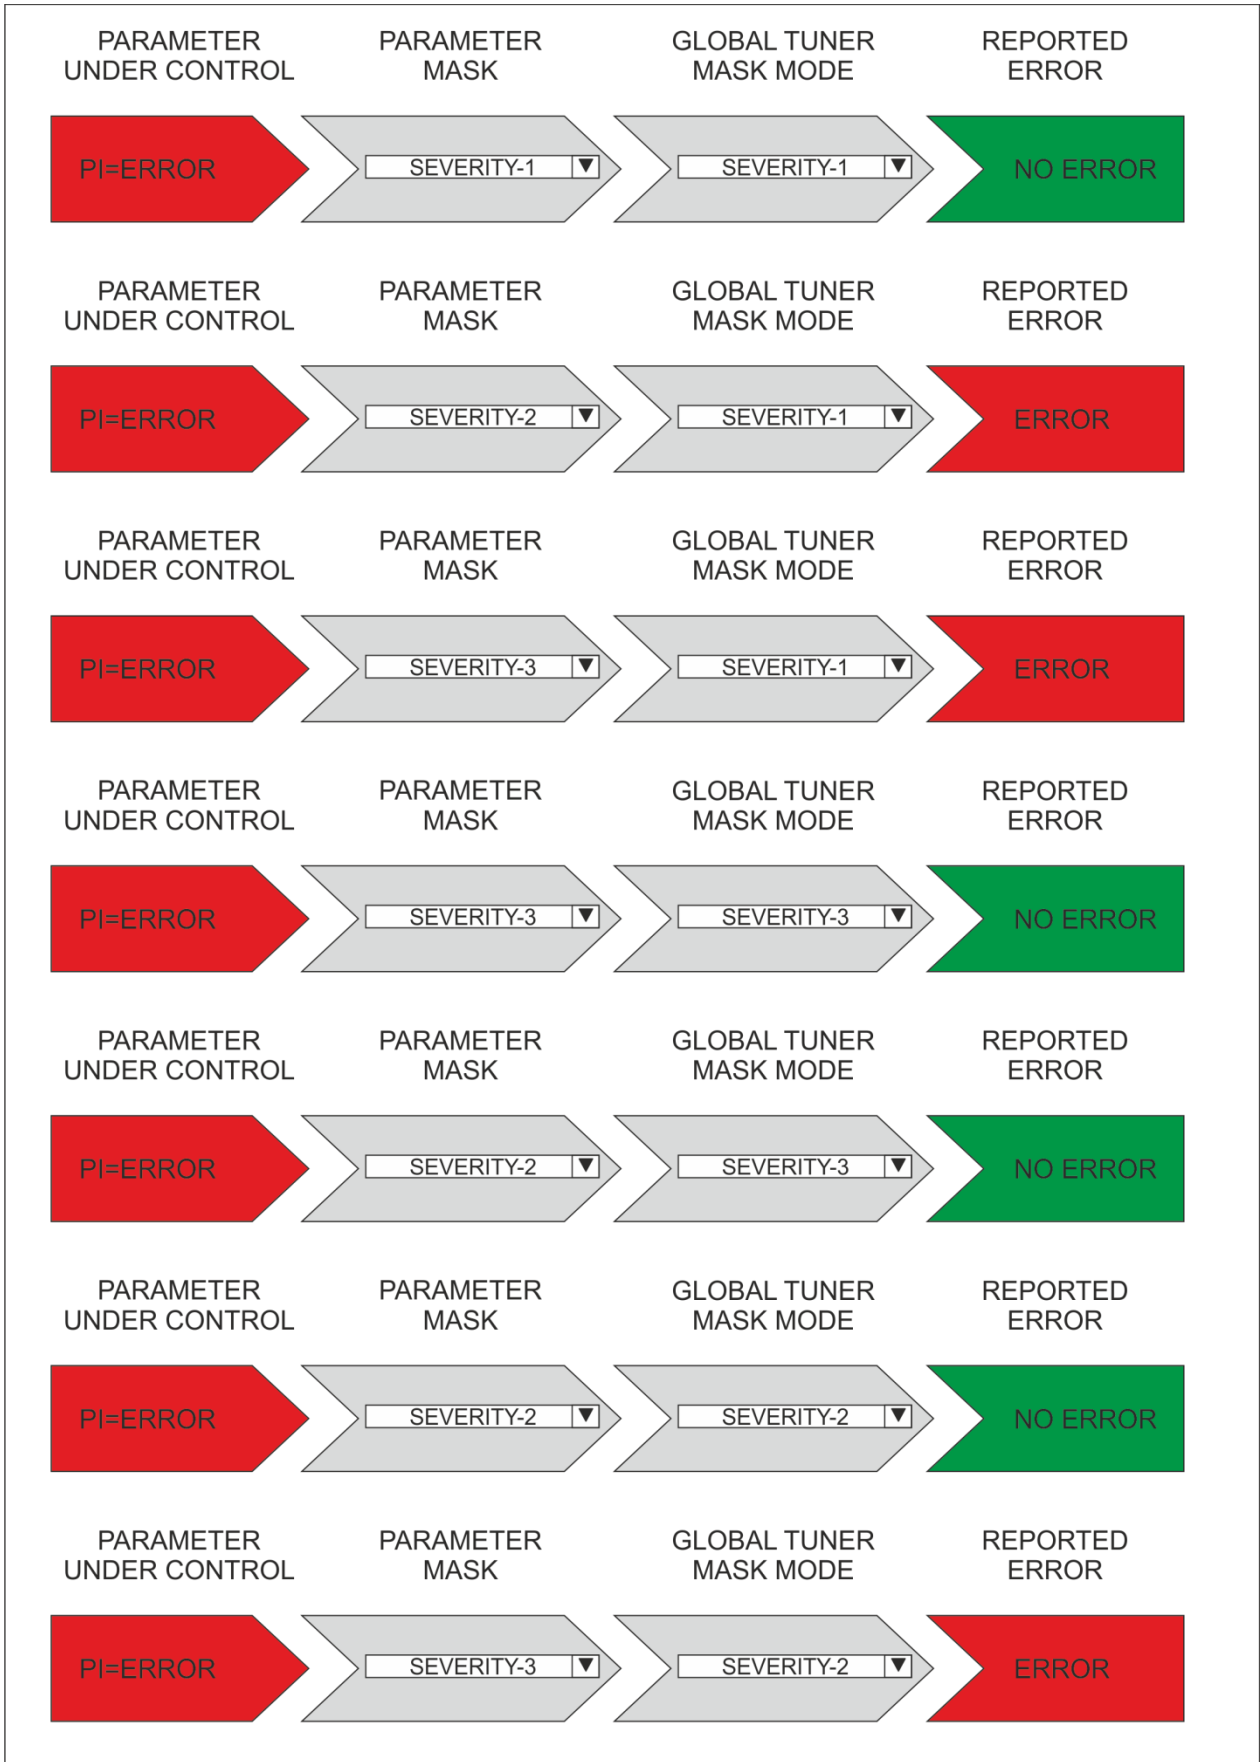 PARAMETER
UNDER CONTROL
PARAMETER
MASK
GLOBAL TUNER
MASK MODE
REPORTED
ERROR
PI=ERROR
SEVERITY-1
SEVERITY-1
NO ERROR
PARAMETER
UNDER CONTROL
PARAMETER
MASK
GLOBAL TUNER
MASK MODE
REPORTED
ERROR
PI=ERROR
SEVERITY-2
SEVERITY-1
ERROR
PARAMETER
UNDER CONTROL
PARAMETER
MASK
GLOBAL TUNER
MASK MODE
REPORTED
ERROR
PI=ERROR
SEVERITY-3
SEVERITY-1
ERROR
PARAMETER
UNDER CONTROL
PARAMETER
MASK
GLOBAL TUNER
MASK MODE
REPORTED
ERROR
PI=ERROR
SEVERITY-3
SEVERITY-3
NO ERROR
PARAMETER
UNDER CONTROL
PARAMETER
MASK
GLOBAL TUNER
MASK MODE
REPORTED
ERROR
PI=ERROR
SEVERITY-2
SEVERITY-3
NO ERROR
PARAMETER
UNDER CONTROL
PARAMETER
MASK
GLOBAL TUNER
MASK MODE
REPORTED
ERROR
PI=ERROR
SEVERITY-2
SEVERITY-2
NO ERROR
PARAMETER
UNDER CONTROL
PARAMETER
MASK
GLOBAL TUNER
MASK MODE
REPORTED
ERROR
PI=ERROR
SEVERITY-3
SEVERITY-2
ERROR